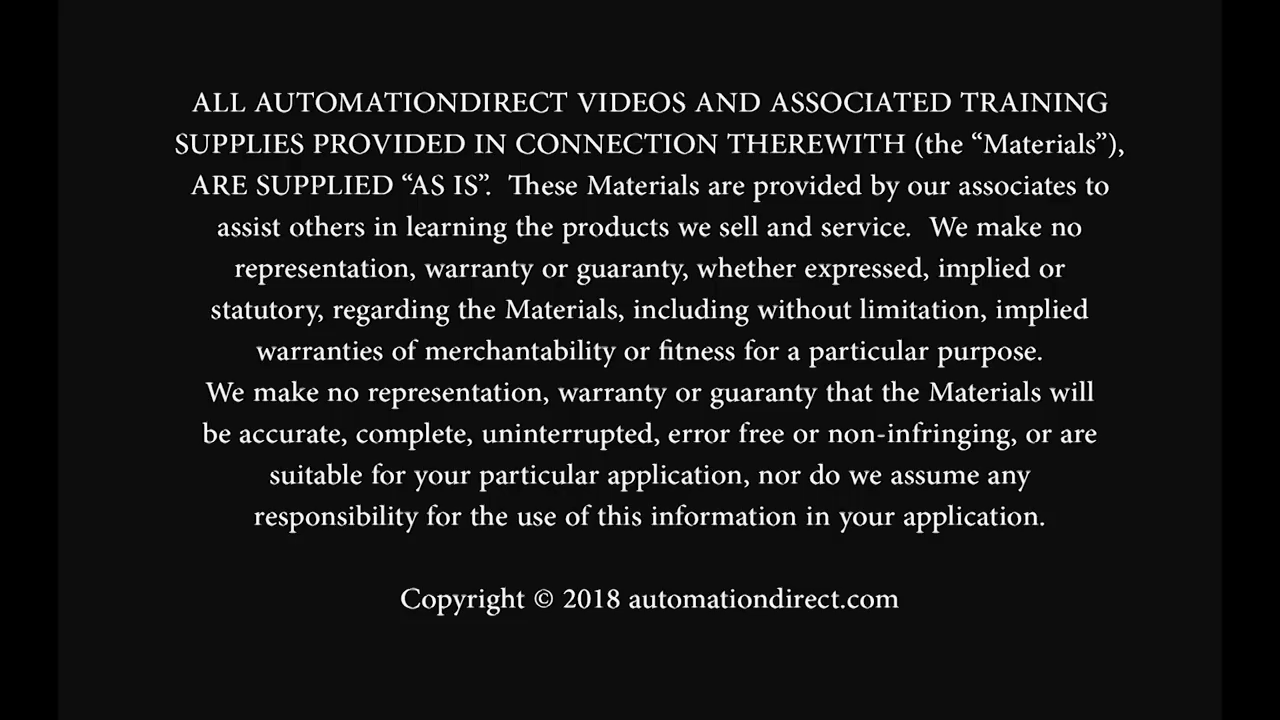 ALL AUTOMATIONDIRECT VIDEOS AND ASSOCIATED TRAINING
SUPPLIES PROVIDED IN CONNECTION THEREWITH (the “Materials”),
ARE SUPPLIED “AS IS”.  These Materials are provided by our associates to
assist others in learning the products we sell and service.  We make no
representation, warranty or guaranty, whether expressed, implied or
statutory, regarding the Materials, including without limitation, implied
warranties of merchantability or fitness for a particular purpose.
We make no representation, warranty or guaranty that the Materials will
be accurate, complete, uninterrupted, error free or non-infringing, or are
suitable for your particular application, nor do we assume any
responsibility for the use of this information in your application.
Copyright © 2018 automationdirect.com